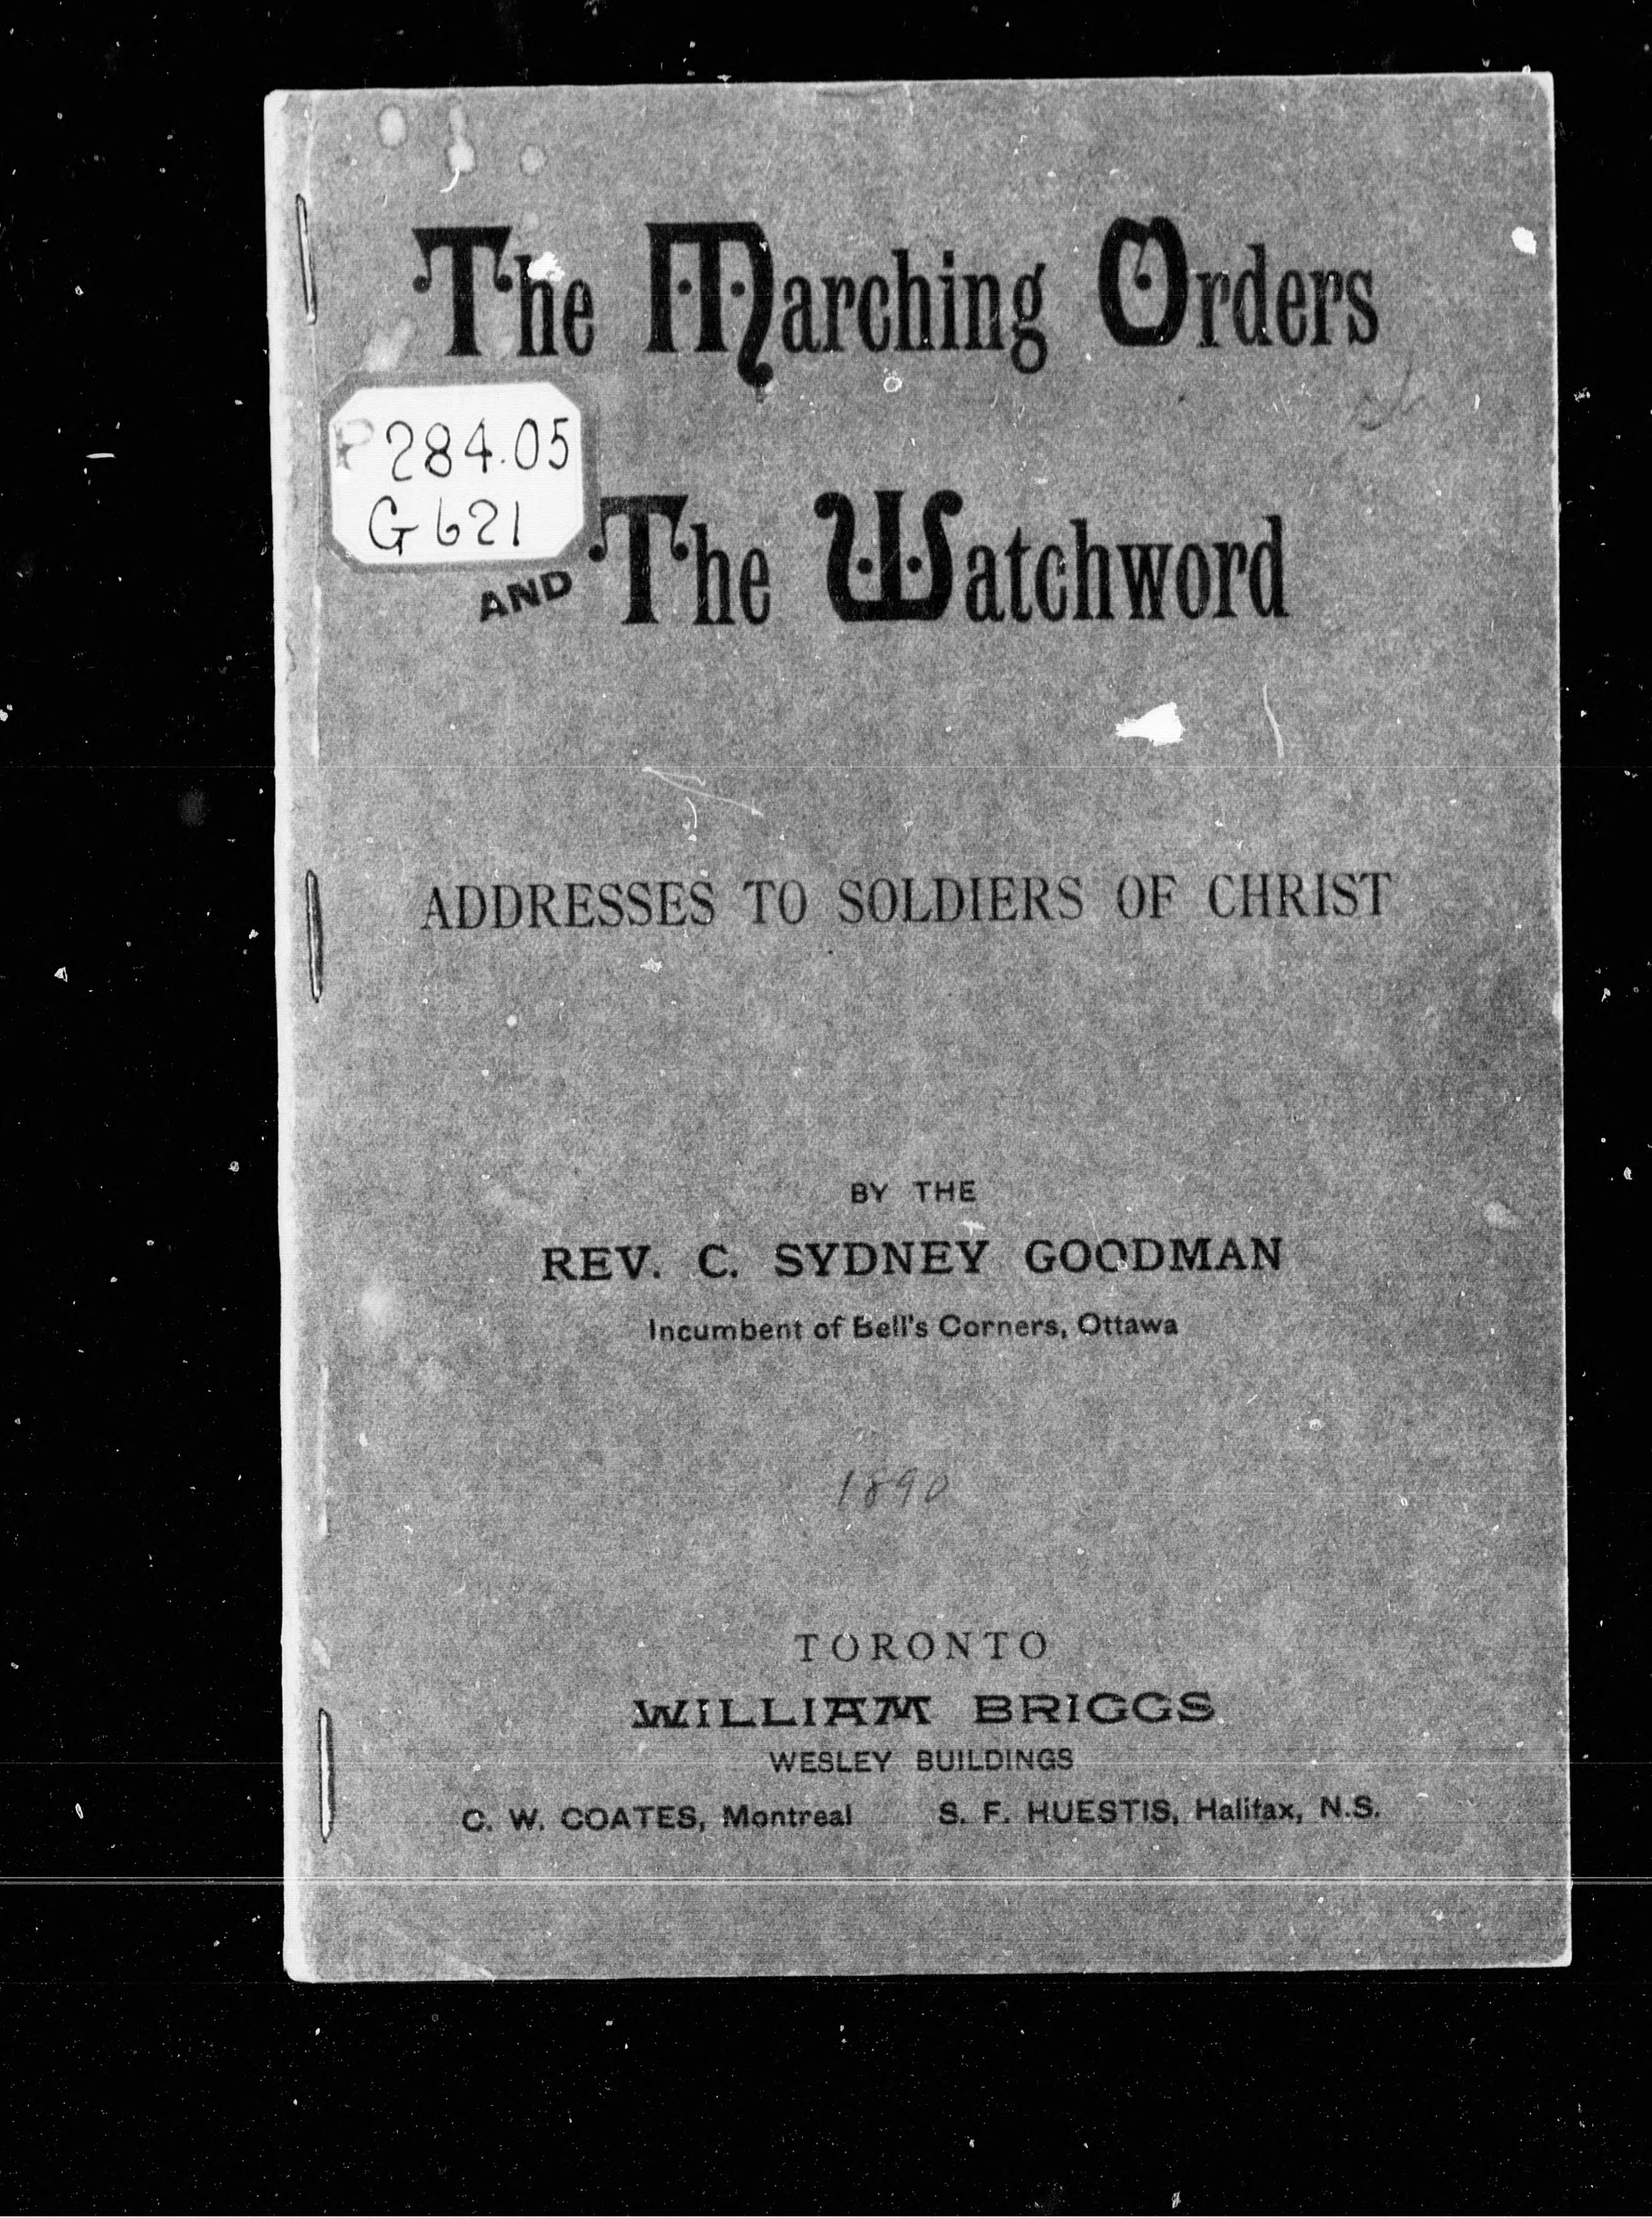 The Marching Orders
284.05
G621
AND The Watchword
ADDRESSES TO SOLDIERS OF CHRIST
BY THE
REV. C. SYDNEY GOODMAN
Incumbent of Bell's Corners, Ottawa
1890
TORONTO
WILLIAM BRIGGS
WESLEY BUILDINGS
C. W. COATES, Montreal S. F. HUESTIS, Halifax, N.S.